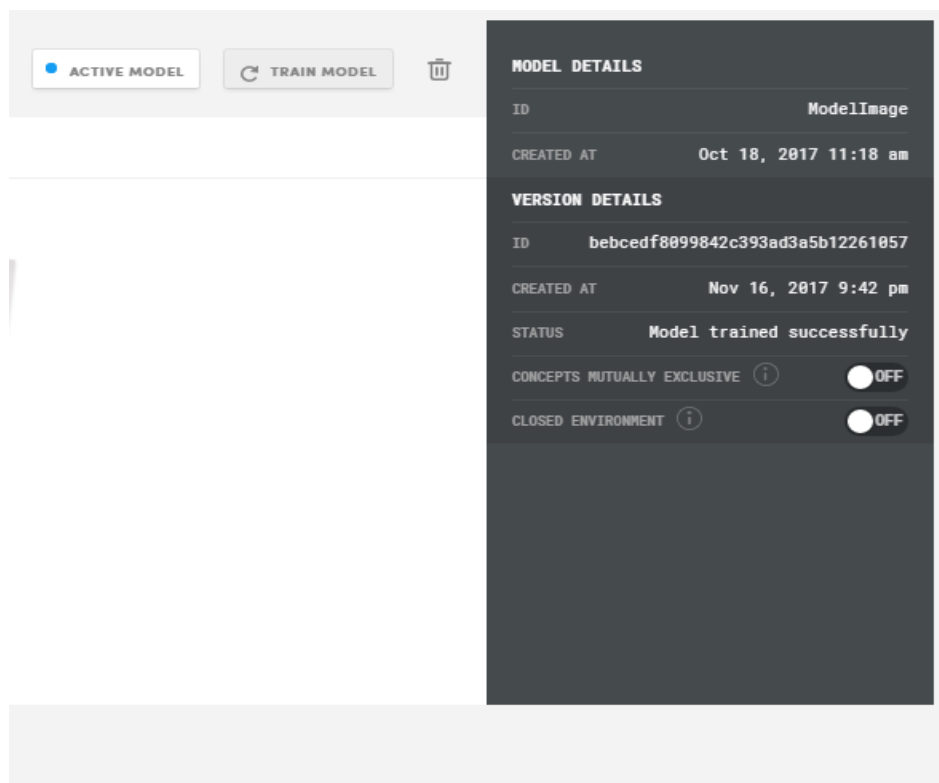 ACTIVE MODEL TRAIN MODEL
MODEL DETAILS
ID ModelImage
CREATED AT Oct 18, 2017 11:18 am
VERSION DETAILS
ID bebcedf8099842c393ad3a5b12261057
CREATED AT Nov 16, 2017 9:42 pm
STATUS Model trained successfully
CONCEPTS MUTUALLY EXCLUSIVE i OFF
CLOSED ENVIRONMENT i OFF